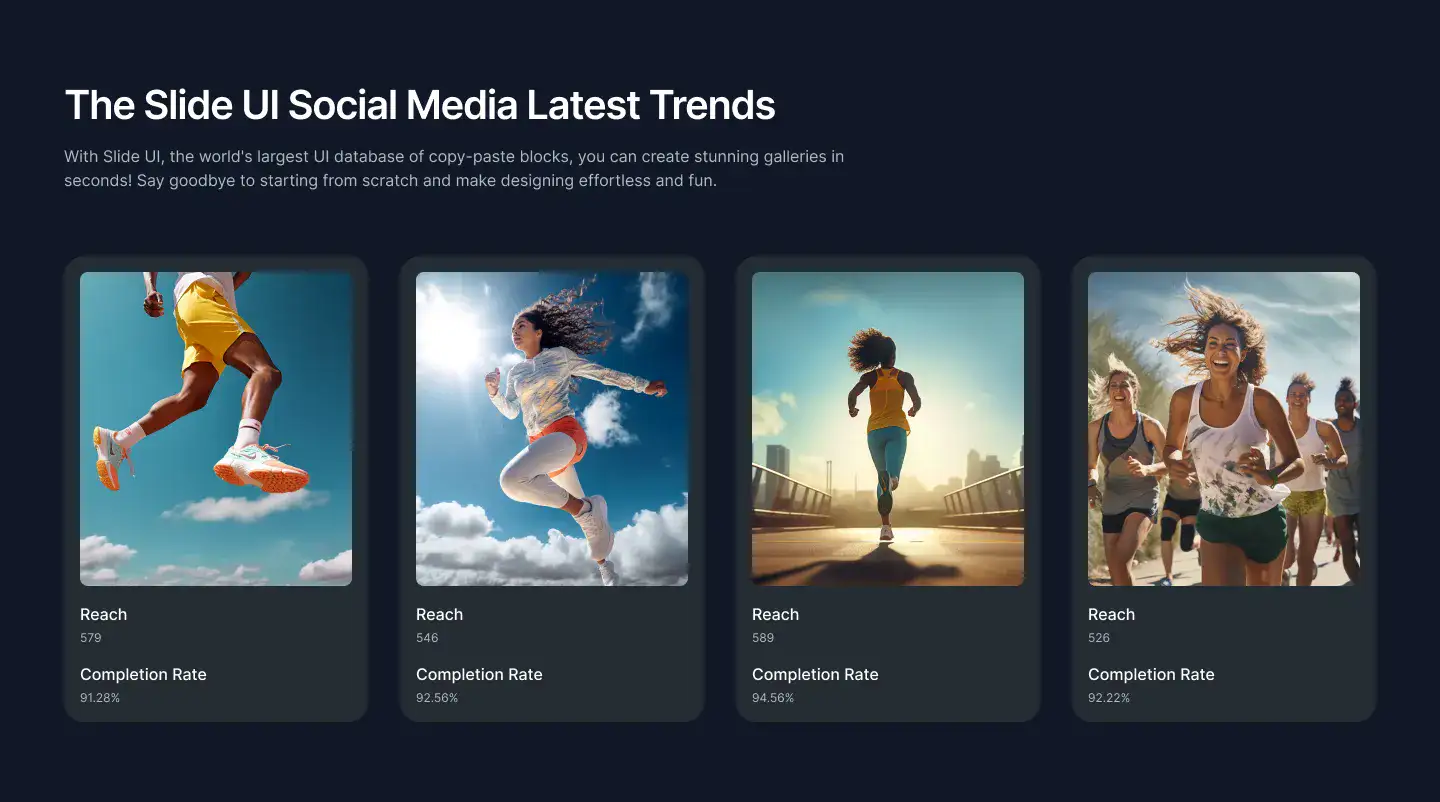 The Slide UI Social Media Latest Trends
With Slide UI, the world's largest UI database of copy-paste blocks, you can create stunning galleries in
seconds! Say goodbye to starting from scratch and make designing effortless and fun.
Reach
579
Completion Rate
91.28%
Reach
546
Completion Rate
92.56%
Reach
589
Completion Rate
94.56%
Reach
526
Completion Rate
92.22%